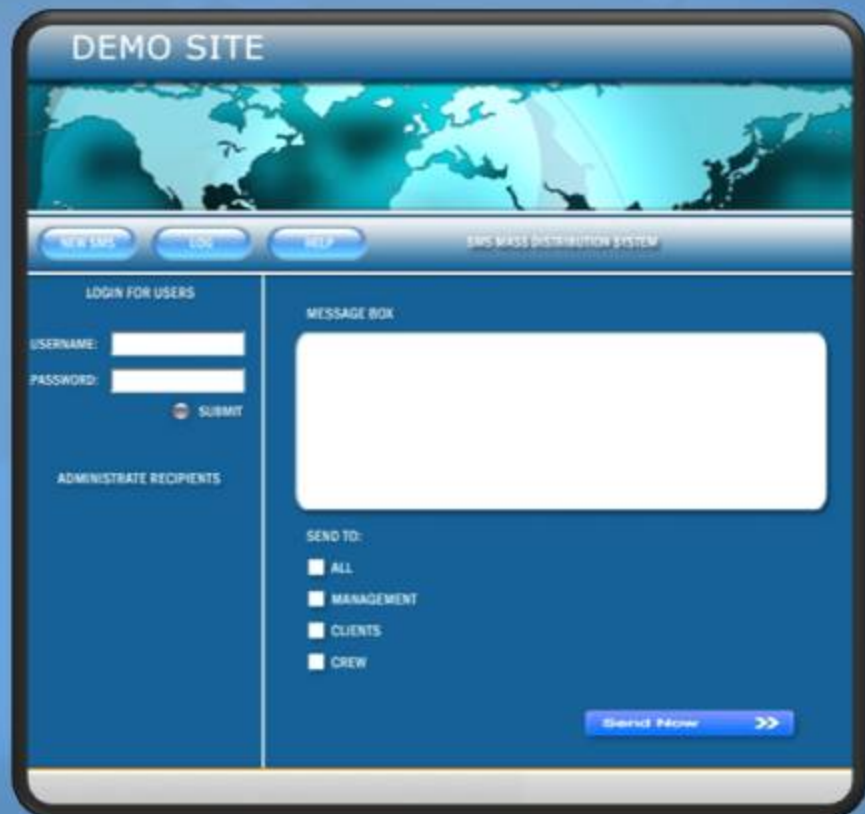 DEMO SITE
NEW SMS LOG HELP SMS MASS DISTRIBUTION SYSTEM
LOGIN FOR USERS
USERNAME:
PASSWORD:
SUBMIT
ADMINISTRATE RECIPIENTS
MESSAGE BOX
SEND TO:
ALL
MANAGEMENT
CLIENTS
CREW
Send Now >>